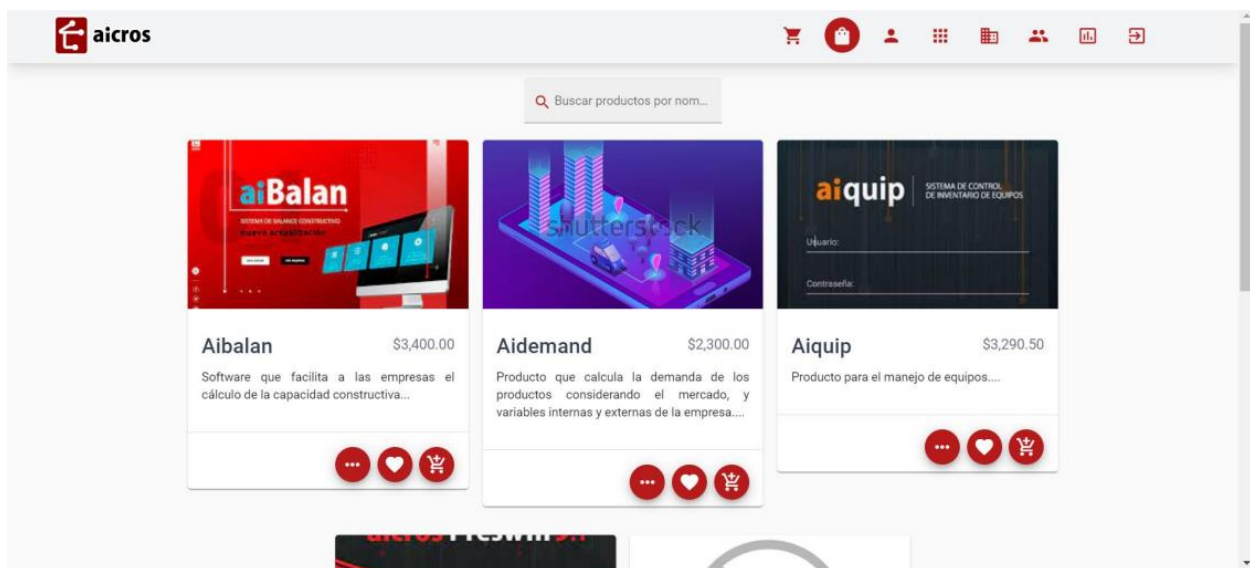 aicros
Buscar productos por nom...
aiBalan
SISTEMA DE BALANCE CONSTRUCTIVO
nueva actualización
shutterstock
aiquip
SISTEMA DE CONTROL
DE INVENTARIO DE EQUIPOS
Usuario:
Contraseña:
Aibalan
$3,400.00
Software que facilita a las empresas el
cálculo de la capacidad constructiva...
Aidemand
$2,300.00
Producto que calcula la demanda de los
productos considerando el mercado, y
variables internas y externas de la empresa....
Aiquip
$3,290.50
Producto para el manejo de equipos....